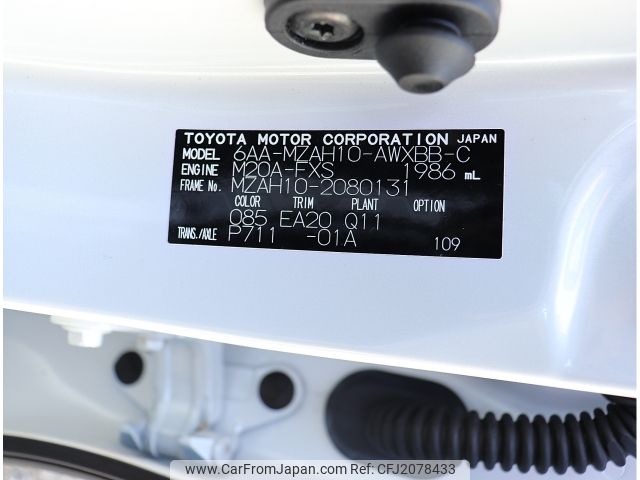 TOYOTA MOTOR CORPORATION JAPAN
MODEL 6AA-MZAH10-AWXBB-C
ENGINE M20A-FXS 1986 mL
FRAME No. MZAH10-2080131
COLOR TRIM PLANT OPTION
085 EA20 Q11
TRANS./AXLE P711 -01A 109
www.CarFromJapan.com | Photo Ref: CFJ2078433